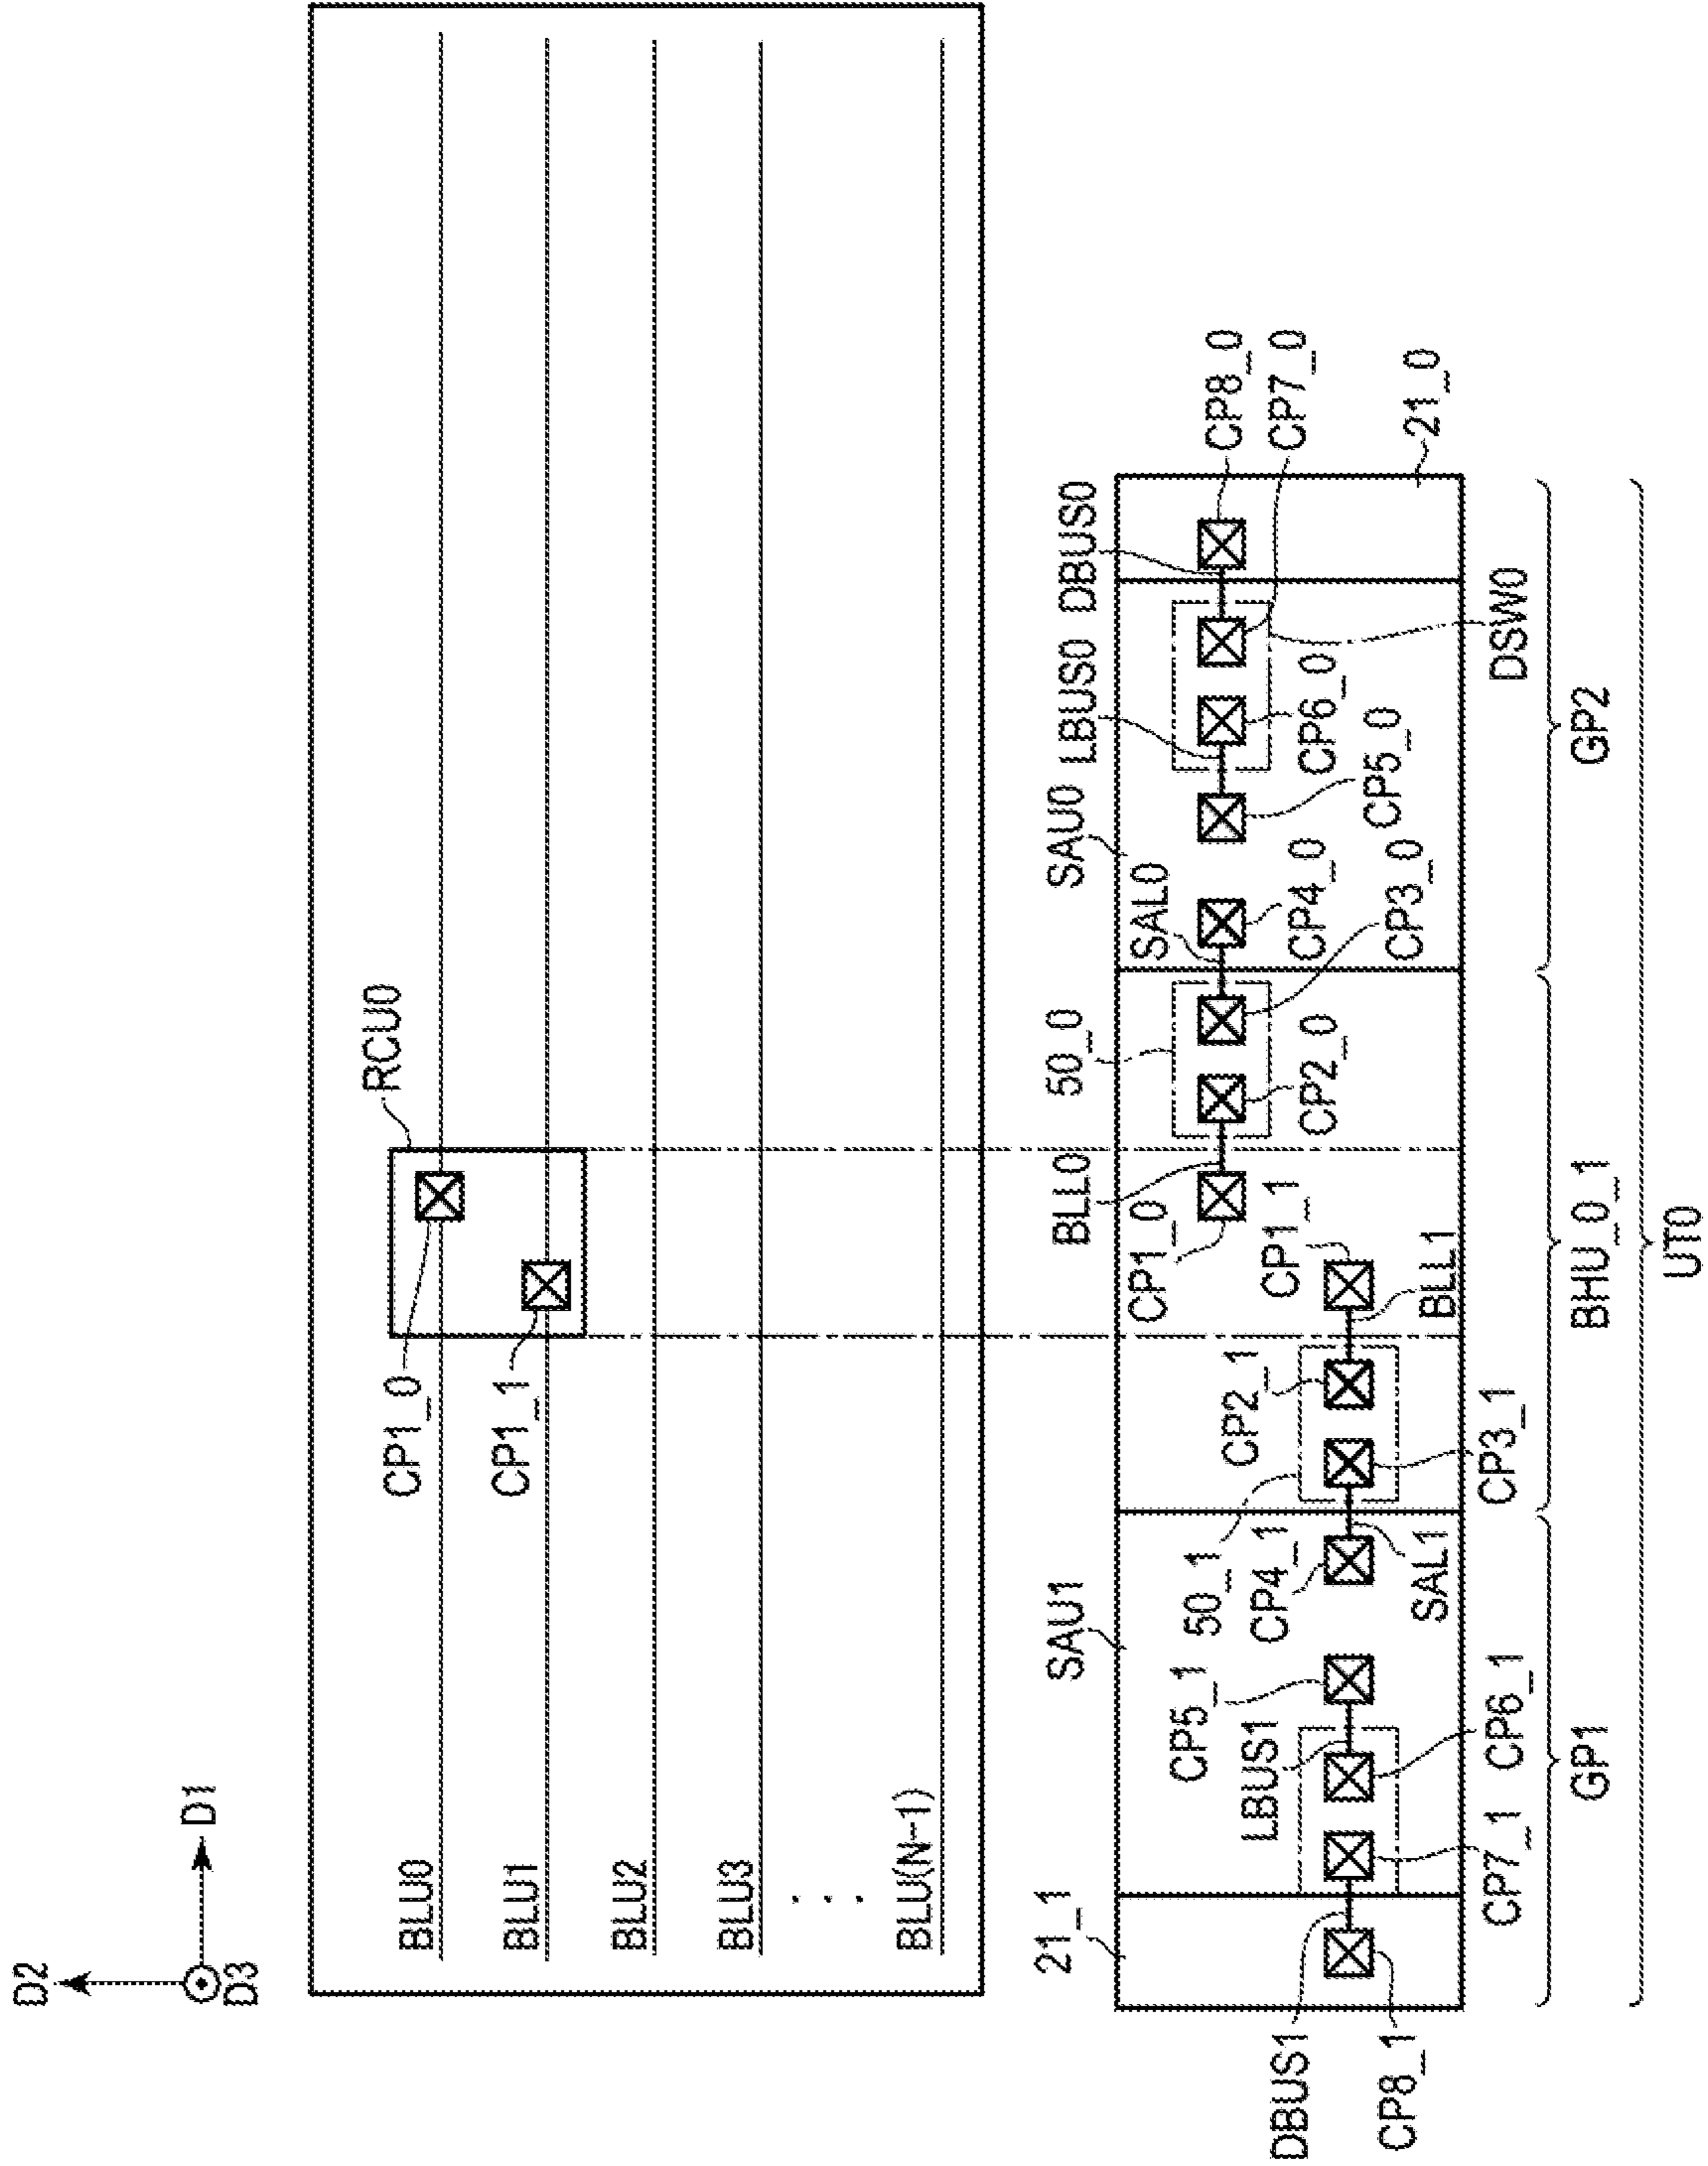 D2
D1
D3
RCU0
CP1_0
CP1_1
BLU0
BLU1
BLU2
BLU3
. . .
BLU(N-1)
21_1
SAU1
50_0
SAU0
LBUS0
DBUS0
CP8_0
CP7_0
21_0
BLL0
SAL0
CP1_0
CP1_1
CP2_0
CP4_0
CP3_0
CP5_0
CP6_0
DSW0
DBUS1
CP8_1
LBUS1
CP5_1
50_1
CP4_1
CP2_1
SAL1
BLL1
CP7_1
CP6_1
CP3_1
GP1
BHU_0_1
GP2
UT0